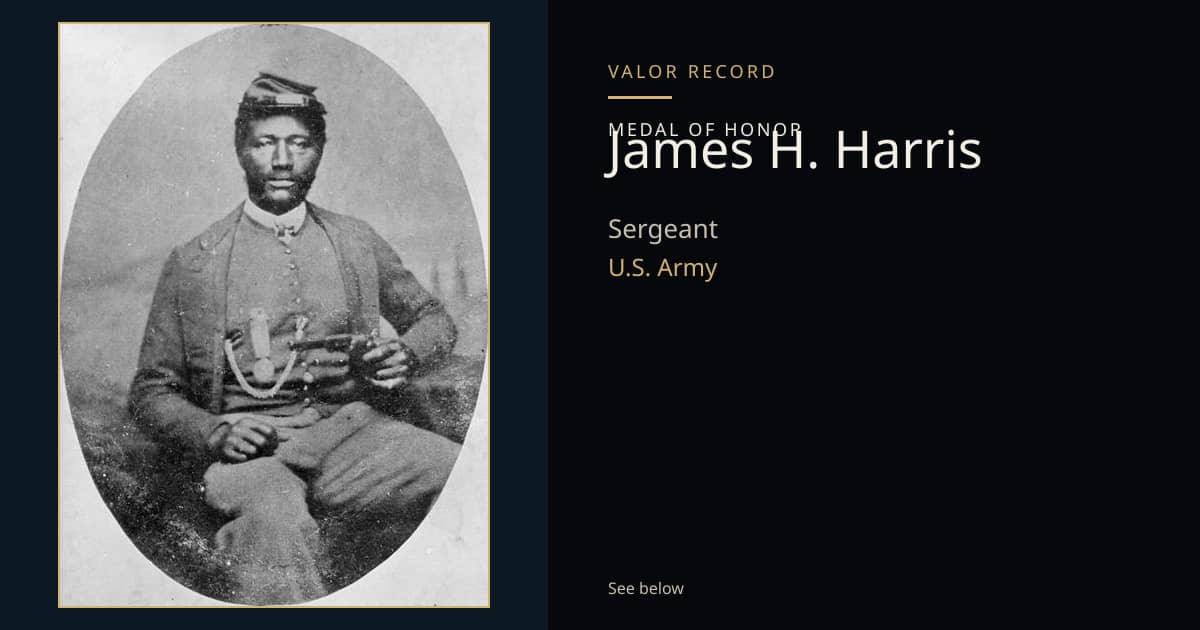 VALOR RECORD
MEDAL OF HONOR
James H. Harris
Sergeant
U.S. Army
See below